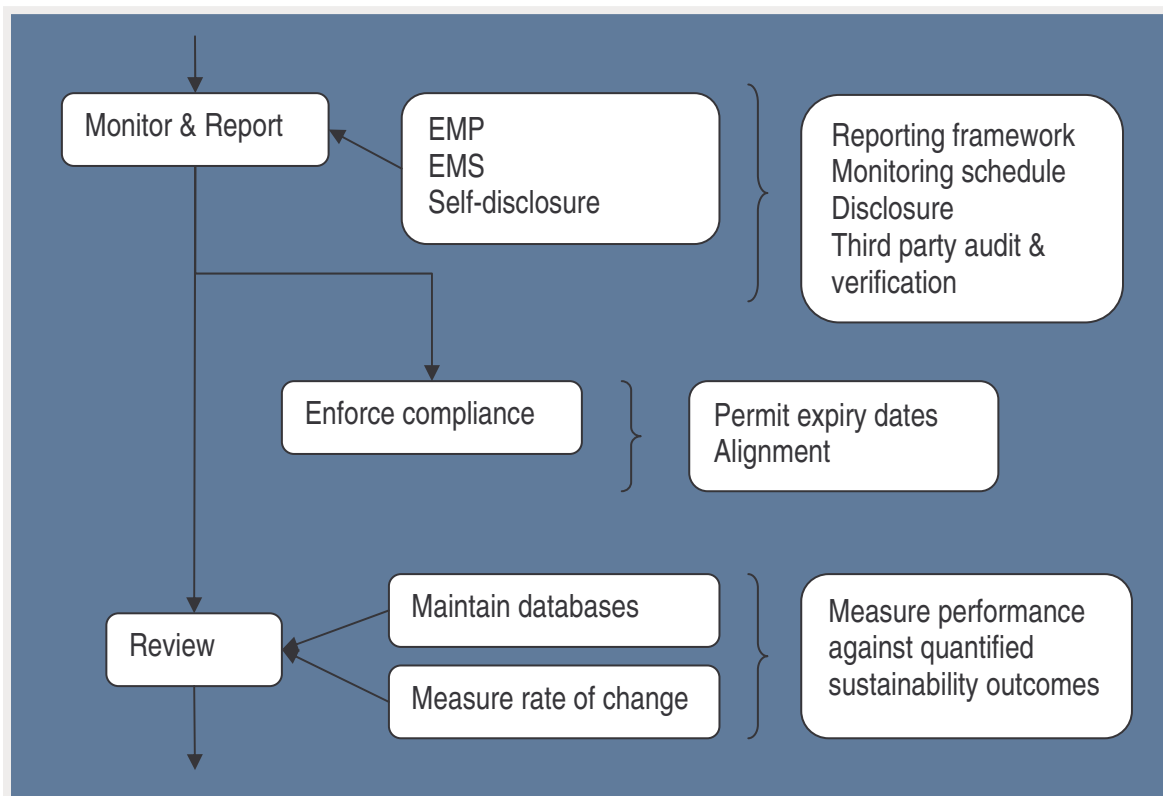 Monitor & Report
EMP
EMS
Self-disclosure
Reporting framework
Monitoring schedule
Disclosure
Third party audit &
verification
Enforce compliance
Permit expiry dates
Alignment
Review
Maintain databases
Measure rate of change
Measure performance
against quantified
sustainability outcomes